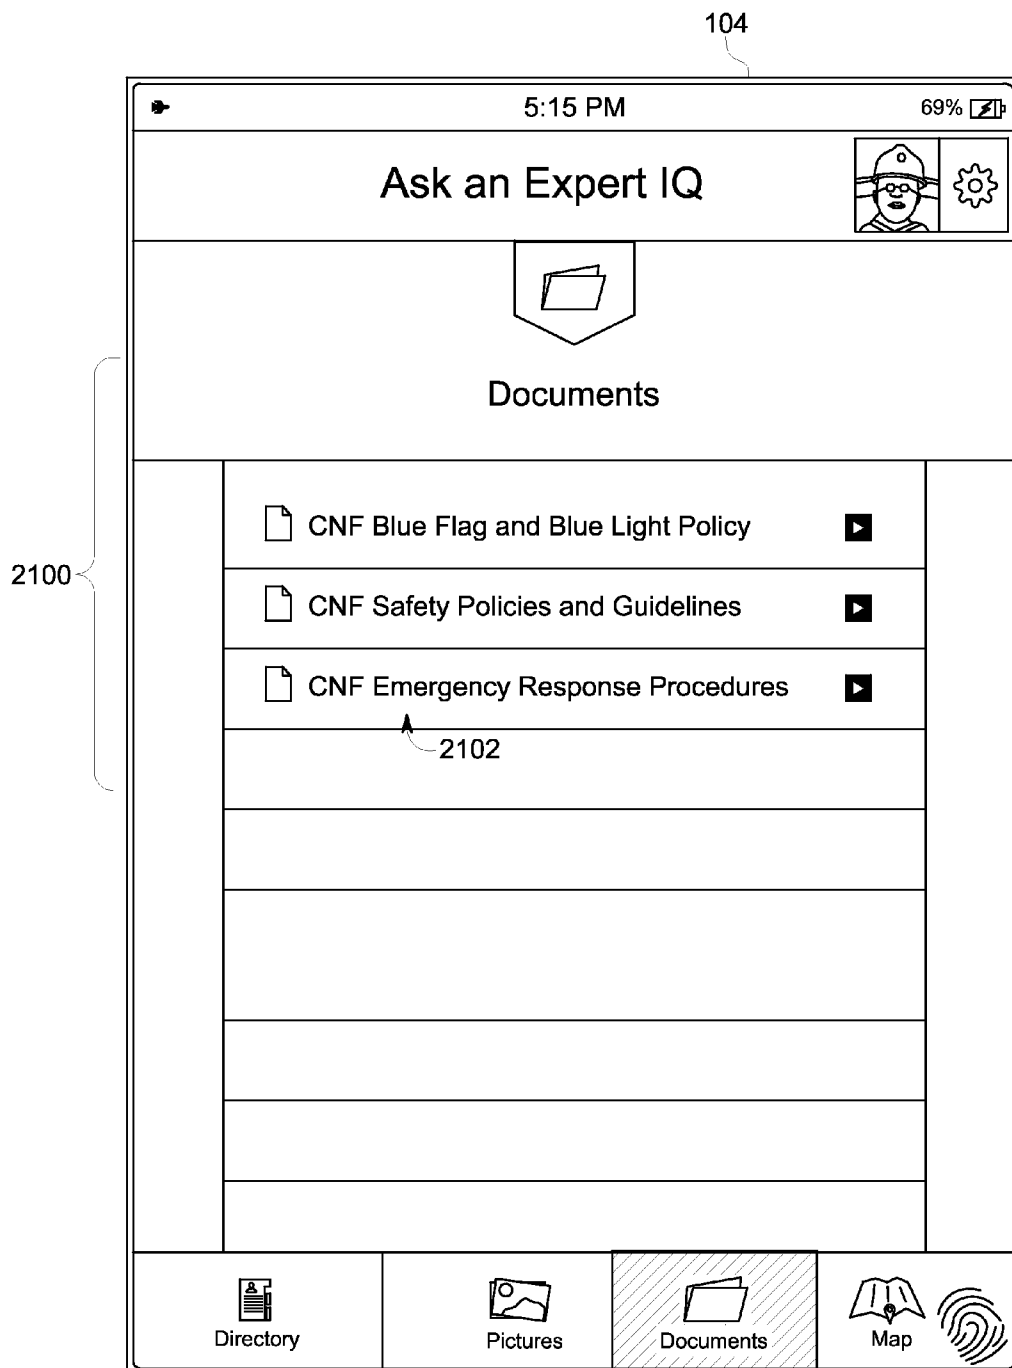 104
5:15 PM
69%
Ask an Expert IQ
Documents
CNF Blue Flag and Blue Light Policy
2100
CNF Safety Policies and Guidelines
CNF Emergency Response Procedures
2102
Directory
Pictures
Documents
Map